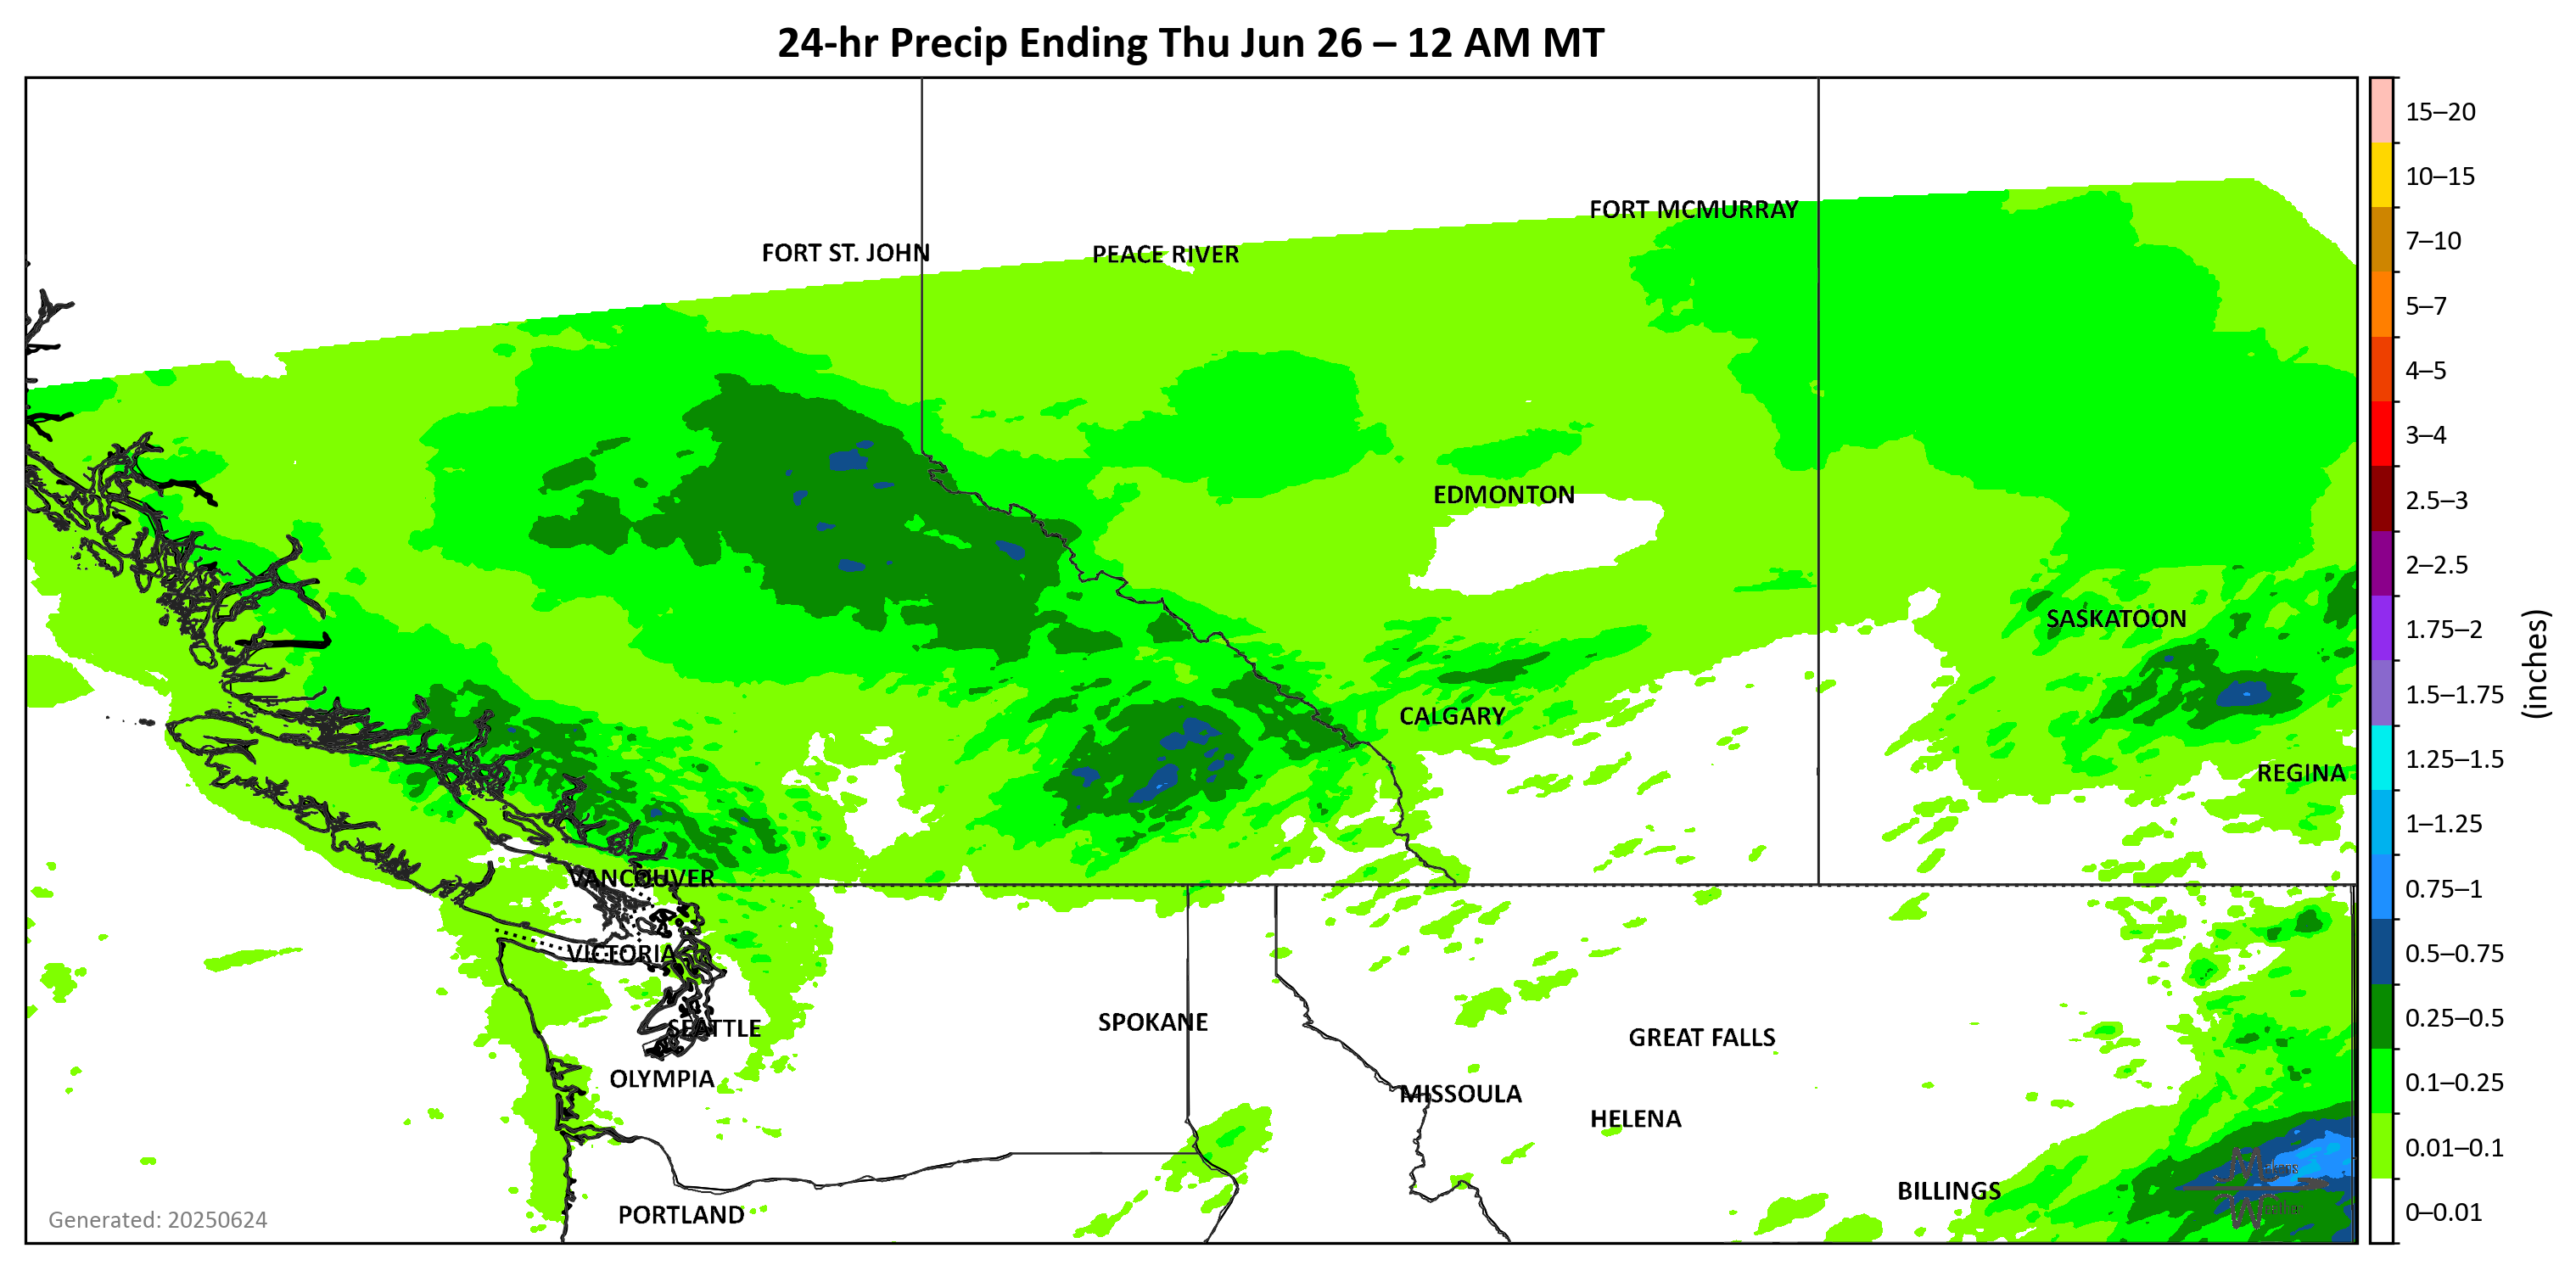 24-hr Precip Ending Thu Jun 26 – 12 AM MT
FORT MCMURRAY
FORT ST. JOHN
PEACE RIVER
EDMONTON
SASKATOON
CALGARY
REGINA
VANCOUVER
VICTORIA
SEATTLE
SPOKANE
GREAT FALLS
OLYMPIA
MISSOULA
HELENA
BILLINGS
PORTLAND
Generated: 20250624
15–20
10–15
7–10
5–7
4–5
3–4
2.5–3
2–2.5
1.75–2
1.5–1.75
1.25–1.5
1–1.25
0.75–1
0.5–0.75
0.25–0.5
0.1–0.25
0.01–0.1
0–0.01
(inches)